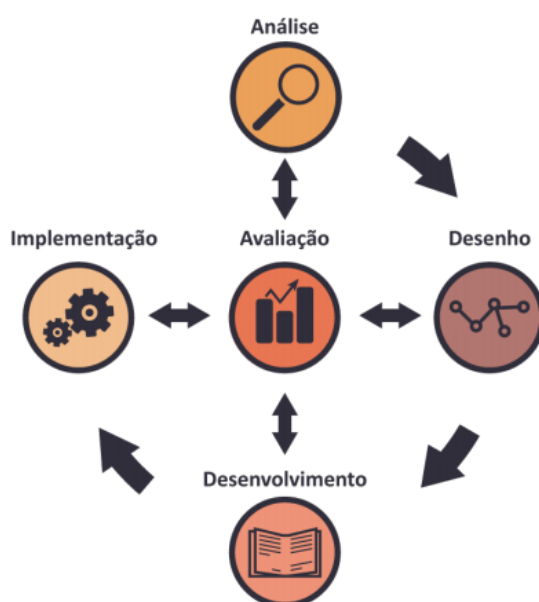 Análise
Implementação
Avaliação
Desenho
Desenvolvimento